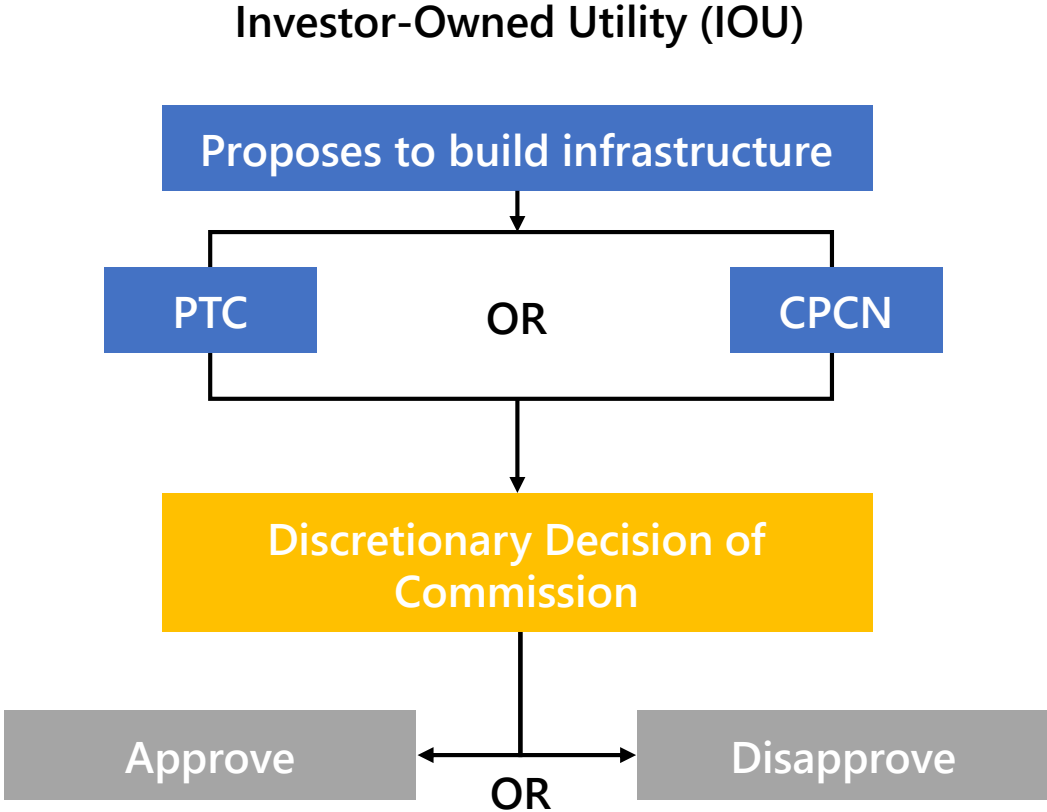 Investor-Owned Utility (IOU)
Proposes to build infrastructure
PTC
OR
CPCN
Discretionary Decision of
Commission
Approve
OR
Disapprove